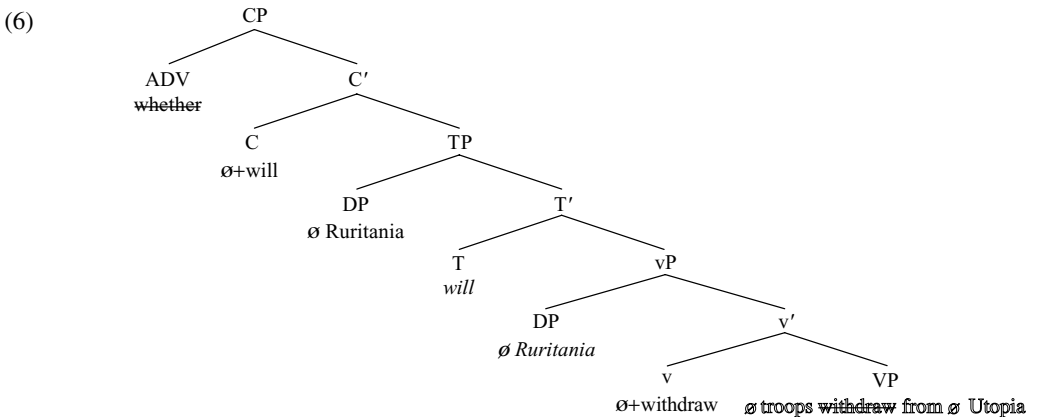 (6)
CP
ADV C′
whether
C TP
ø+will
DP T′
ø Ruritania
T vP
will
DP v′
ø Ruritania
v VP
ø+withdraw ø troops withdraw from ø Utopia